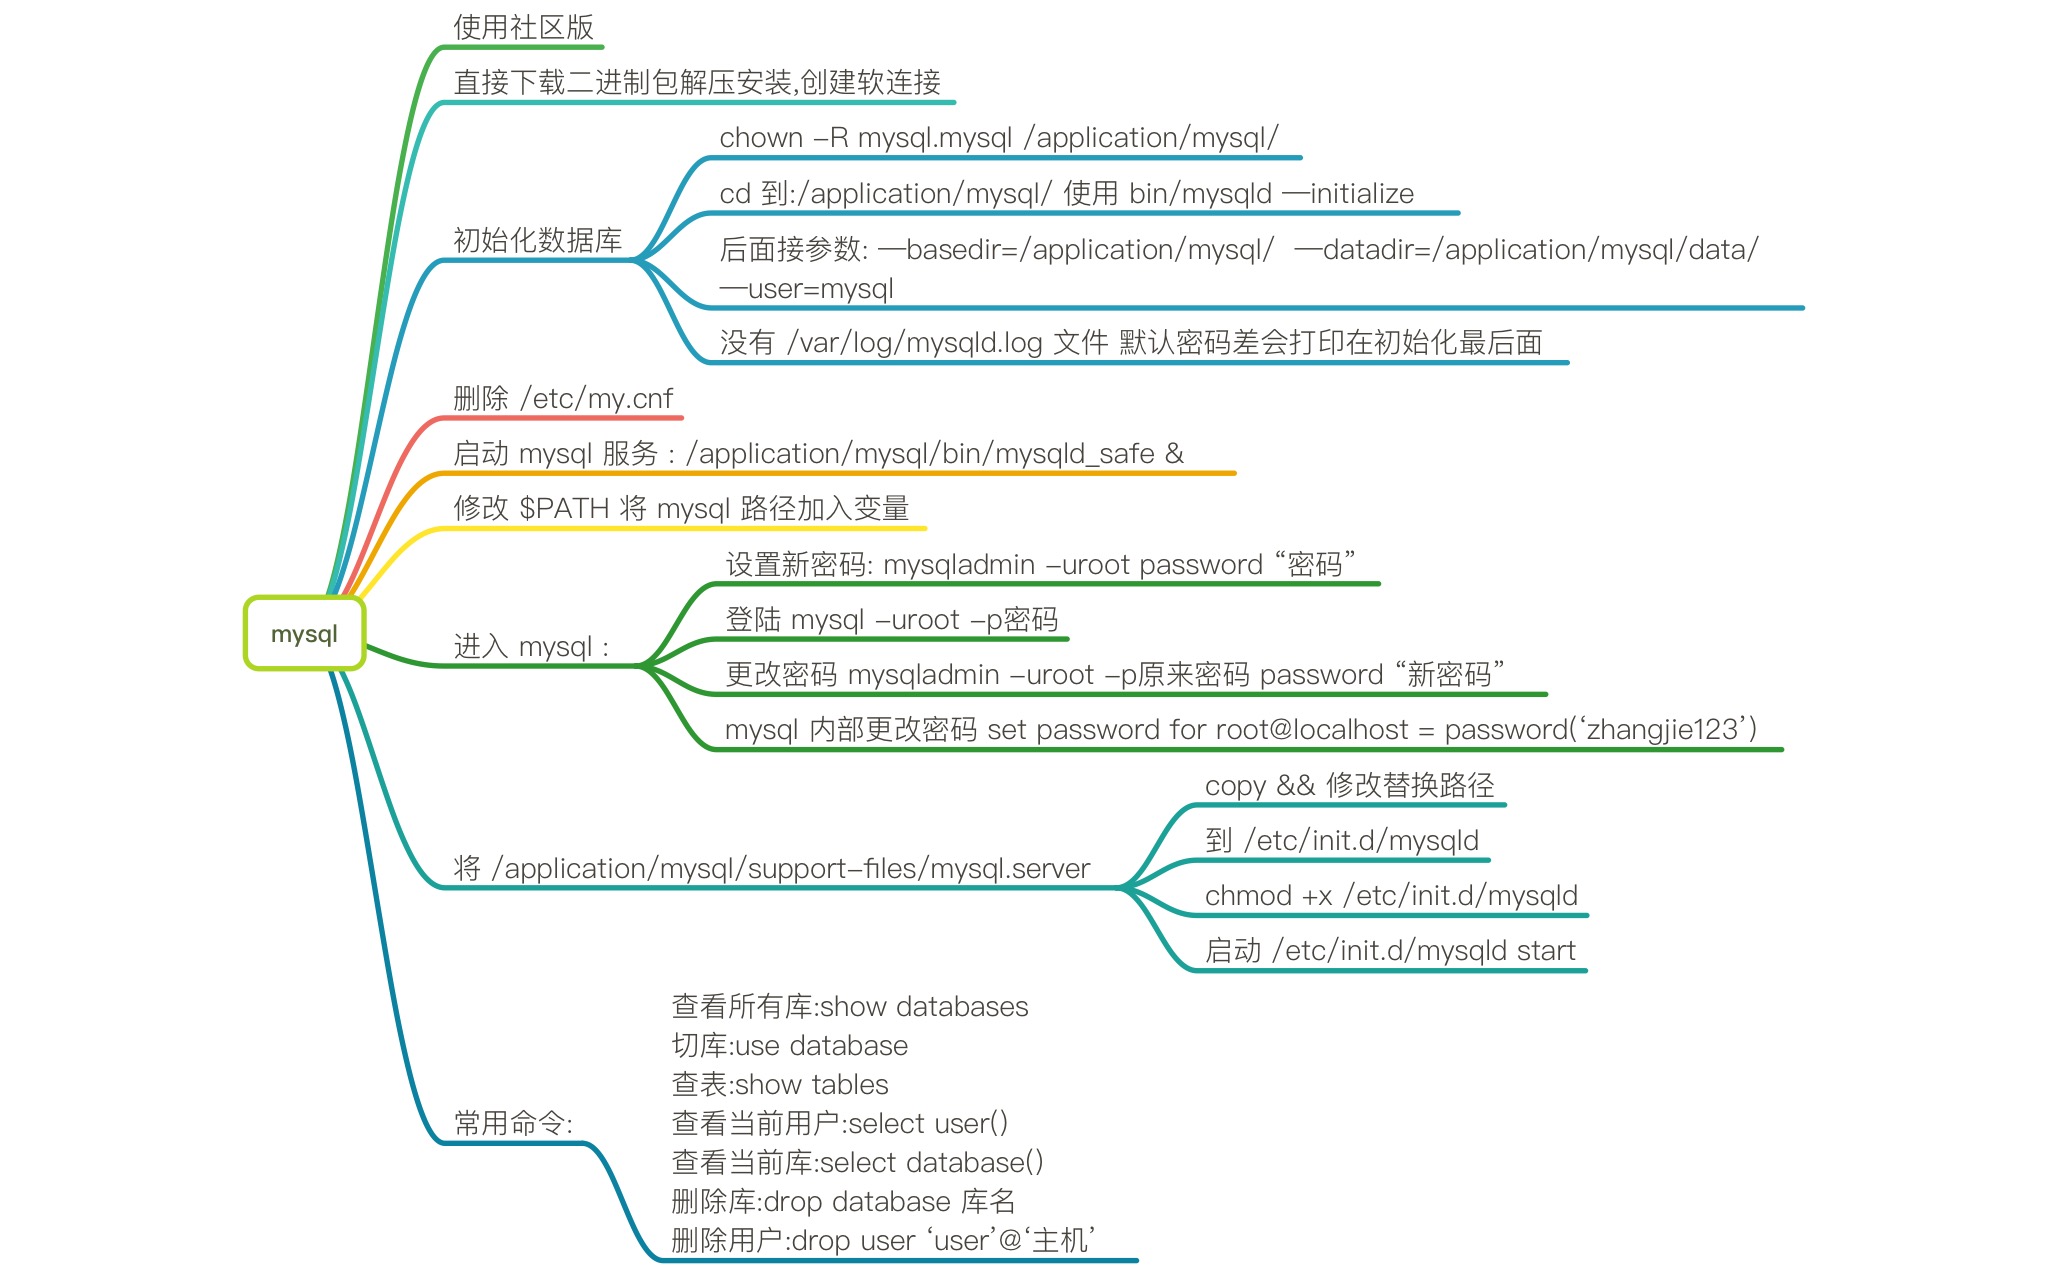 使用社区版
直接下载二进制包解压安装,创建软连接
chown -R mysql.mysql /application/mysql/
cd 到:/application/mysql/ 使用 bin/mysqld —initialize
初始化数据库
后面接参数: —basedir=/application/mysql/  —datadir=/application/mysql/data/
—user=mysql
没有 /var/log/mysqld.log 文件 默认密码差会打印在初始化最后面
删除 /etc/my.cnf
启动 mysql 服务 : /application/mysql/bin/mysqld_safe &
修改 $PATH 将 mysql 路径加入变量
mysql
进入 mysql :
设置新密码: mysqladmin -uroot password “密码”
登陆 mysql -uroot -p密码
更改密码 mysqladmin -uroot -p原来密码 password “新密码”
mysql 内部更改密码 set password for root@localhost = password(‘zhangjie123’)
将 /application/mysql/support-files/mysql.server
copy && 修改替换路径
到 /etc/init.d/mysqld
chmod +x /etc/init.d/mysqld
启动 /etc/init.d/mysqld start
常用命令:
查看所有库:show databases
切库:use database
查表:show tables
查看当前用户:select user()
查看当前库:select database()
删除库:drop database 库名
删除用户:drop user ‘user’@‘主机’